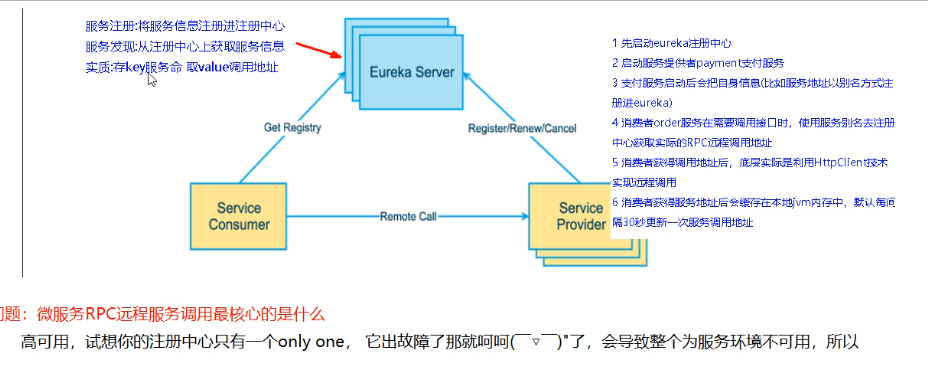 服务注册:将服务信息注册进注册中心
服务发现:从注册中心上获取服务信息
实质:存key服务命 取value调用地址
Eureka Server
Get Registry
Register/Renew/Cancel
Service
Consumer
Remote Call
Service
Provider
1 先启动eureka注册中心
2 启动服务提供者payment支付服务
3 支付服务启动后会把自身信息(比如服务地址以别名方式注
册进eureka)
4 消费者order服务在需要调用接口时，使用服务别名去注册
中心获取实际的RPC远程调用地址
5 消费者获得调用地址后，底层实际是利用HttpClient技术
实现远程调用
6 消费者获得服务地址后会缓存在本地jvm内存中，默认每间
隔30秒更新一次服务调用地址
问题：微服务RPC远程服务调用最核心的是什么
高可用，试想你的注册中心只有一个only one， 它出故障了那就呵呵(￣▽￣)"了，会导致整个为服务环境不可用，所以